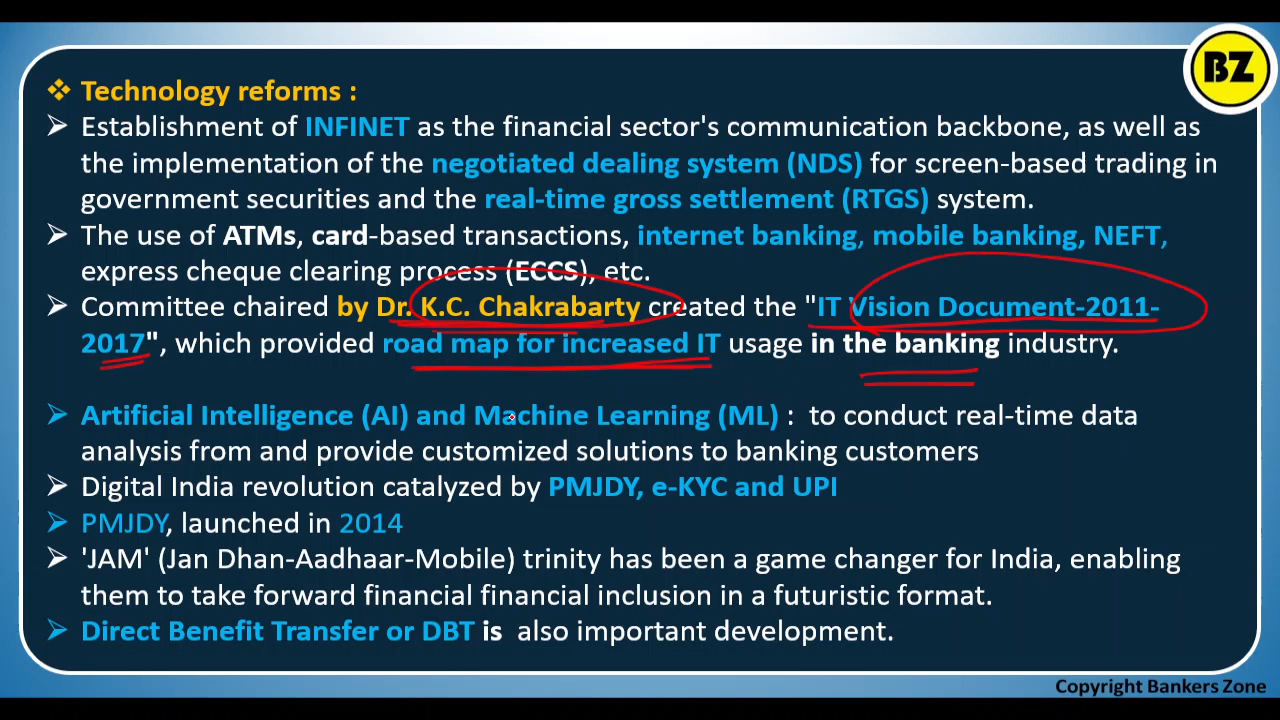 BZ
❖ Technology reforms :
➢ Establishment of INFINET as the financial sector's communication backbone, as well as
the implementation of the negotiated dealing system (NDS) for screen-based trading in
government securities and the real-time gross settlement (RTGS) system.
➢ The use of ATMs, card-based transactions, internet banking, mobile banking, NEFT,
express cheque clearing process (ECCS), etc.
➢ Committee chaired by Dr. K.C. Chakrabarty created the "IT Vision Document-2011-
2017", which provided road map for increased IT usage in the banking industry.
➢ Artificial Intelligence (AI) and Machine Learning (ML) : to conduct real-time data
analysis from and provide customized solutions to banking customers
➢ Digital India revolution catalyzed by PMJDY, e-KYC and UPI
➢ PMJDY, launched in 2014
➢ 'JAM' (Jan Dhan-Aadhaar-Mobile) trinity has been a game changer for India, enabling
them to take forward financial financial inclusion in a futuristic format.
➢ Direct Benefit Transfer or DBT is also important development.
Copyright Bankers Zone